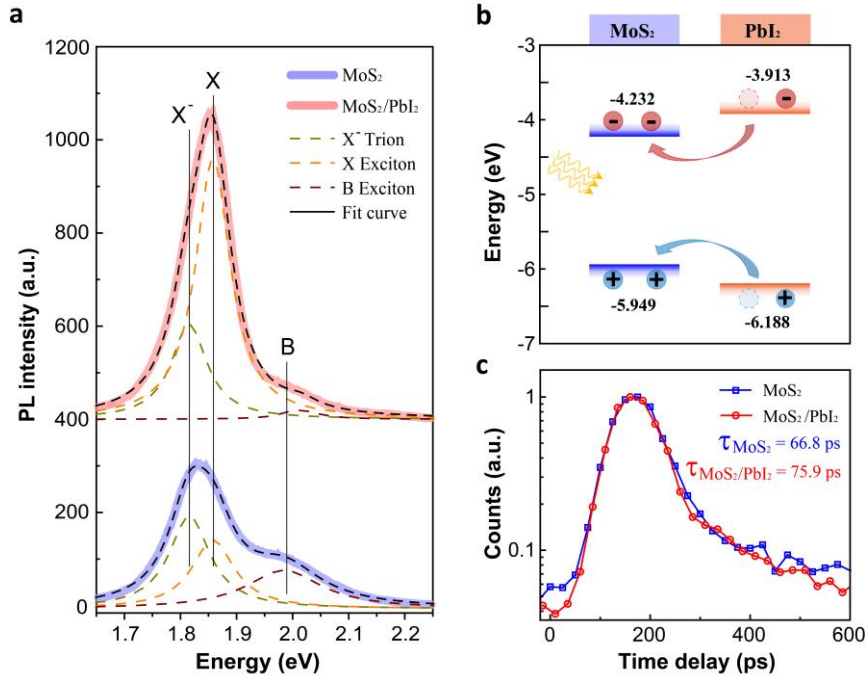 a
1200
1000
800
600
400
200
0
PL intensity (a.u.)
1.7 1.8 1.9 2.0 2.1 2.2
Energy (eV)
X⁻
X
B
MoS₂
MoS₂/PbI₂
X⁻ Trion
X Exciton
B Exciton
Fit curve
b
MoS₂ PbI₂
-3
-4
-5
-6
-7
Energy (eV)
-3.913
-4.232
-5.949
-6.188
c
1
0.1
Counts (a.u.)
MoS₂
MoS₂/PbI₂
τMoS₂ = 66.8 ps
τMoS₂/PbI₂ = 75.9 ps
0 200 400 600
Time delay (ps)